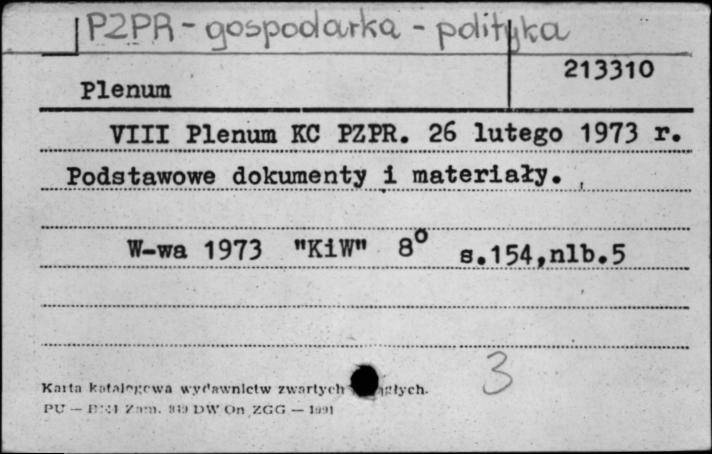 PZPR - gospodarka - polityka
213310
Plenum
VIII Plenum KC PZPR. 26 lutego 1973 r.
Podstawowe dokumenty i materiały.
W-wa 1973 "KiW" 8° s.154,nlb.5
3
Karta katalogowa wydawnictw zwartych
PU — Zam. DW On ZGG —